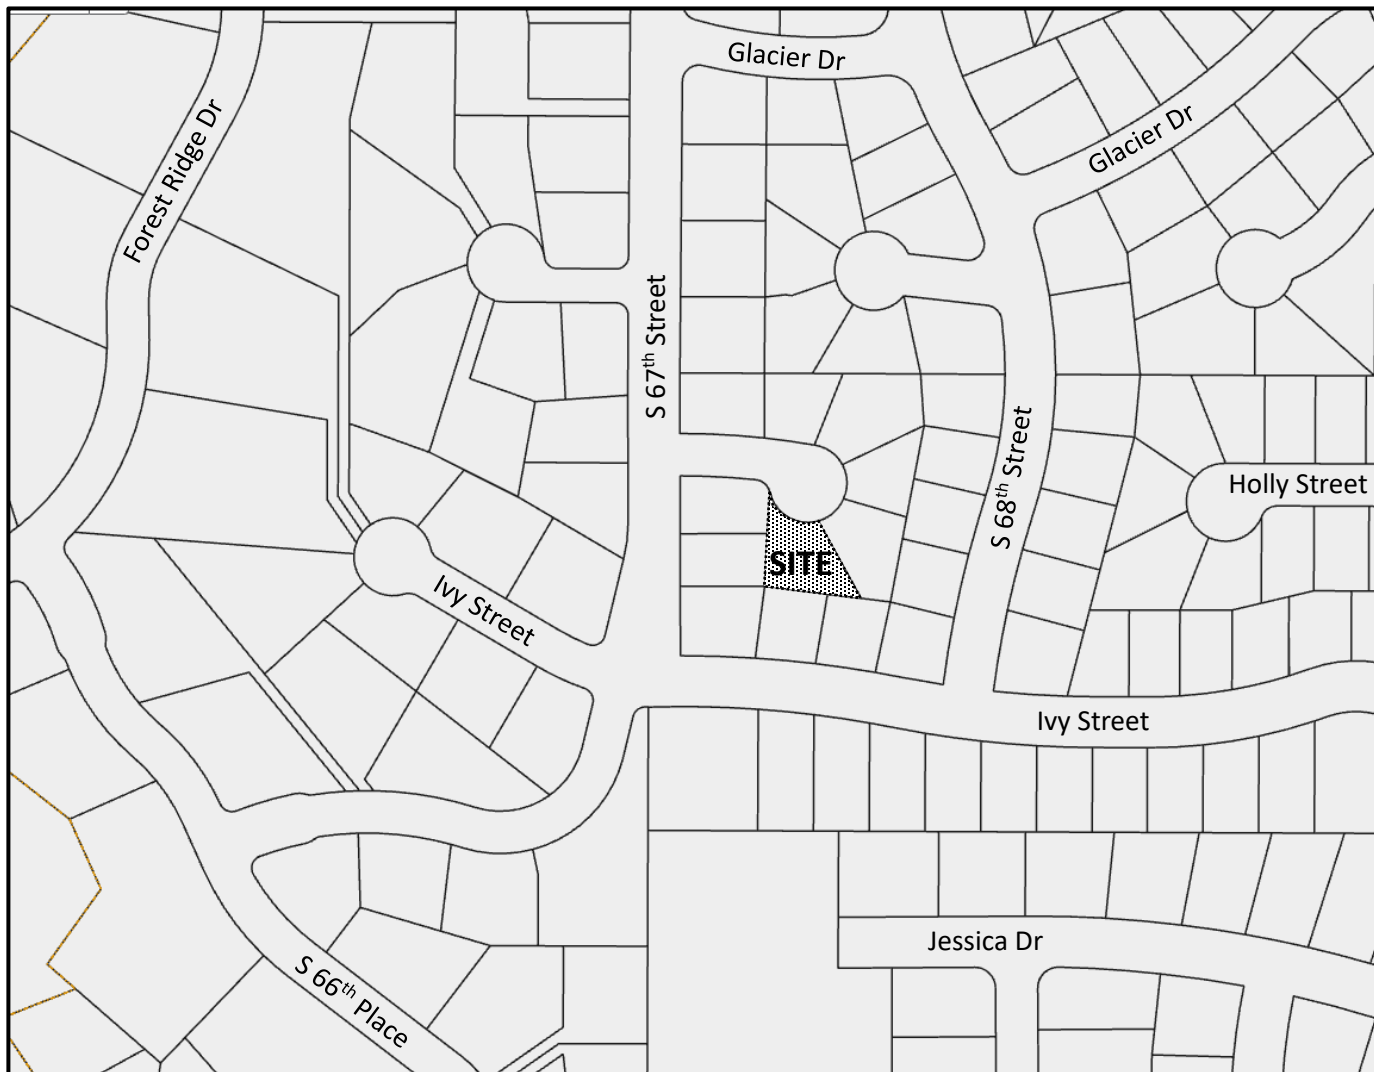 Glacier Dr
Glacier Dr
Forest Ridge Dr
S 67th Street
S 68th Street
Holly Street
SITE
Ivy Street
Ivy Street
Jessica Dr
S 66th Place